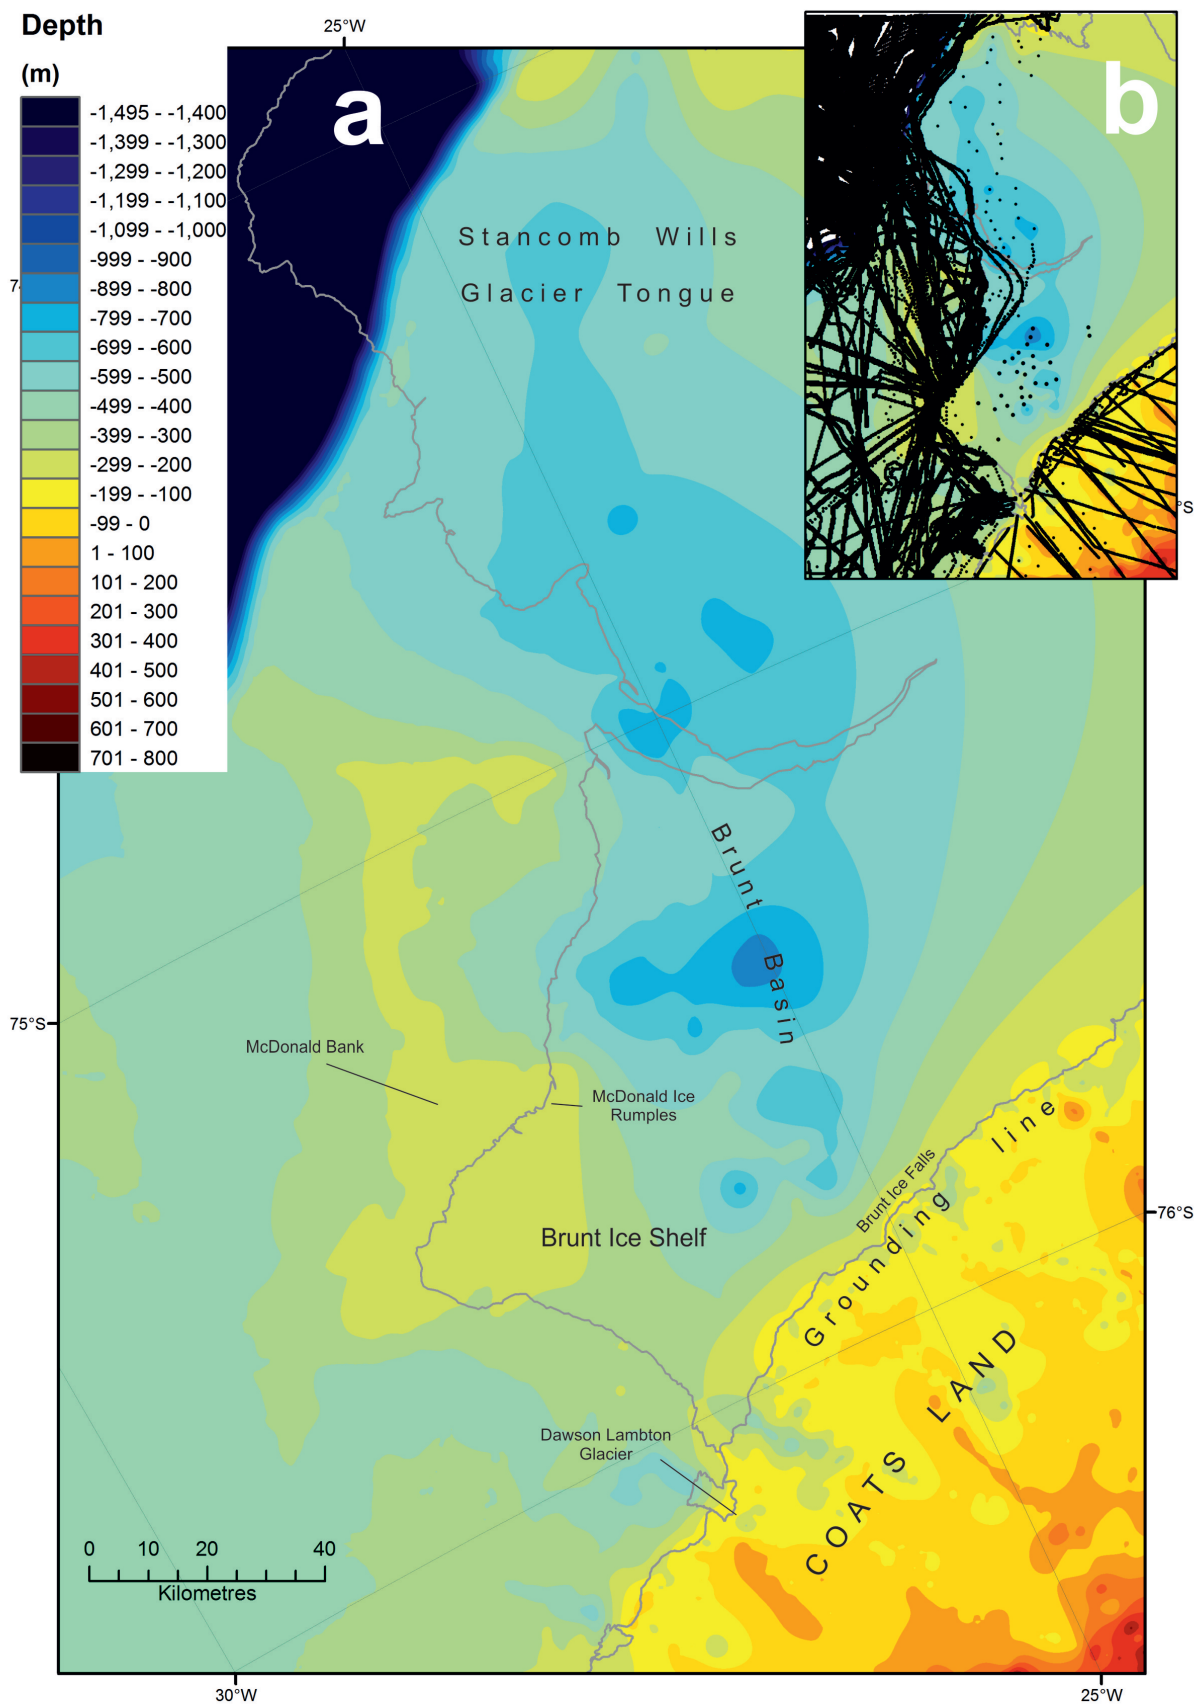 Depth
(m)
-1,495 - -1,400
-1,399 - -1,300
-1,299 - -1,200
-1,199 - -1,100
-1,099 - -1,000
-999 - -900
-899 - -800
-799 - -700
-699 - -600
-599 - -500
-499 - -400
-399 - -300
-299 - -200
-199 - -100
-99 - 0
1 - 100
101 - 200
201 - 300
301 - 400
401 - 500
501 - 600
601 - 700
701 - 800
25°W
a
b
Stancomb Wills
Glacier Tongue
°S
Brunt Basin
75°S
McDonald Bank
McDonald Ice
Rumples
Brunt Ice Falls
Grounding line
76°S
Brunt Ice Shelf
COATS LAND
Dawson Lambton
Glacier
0 10 20 40
Kilometres
30°W
25°W